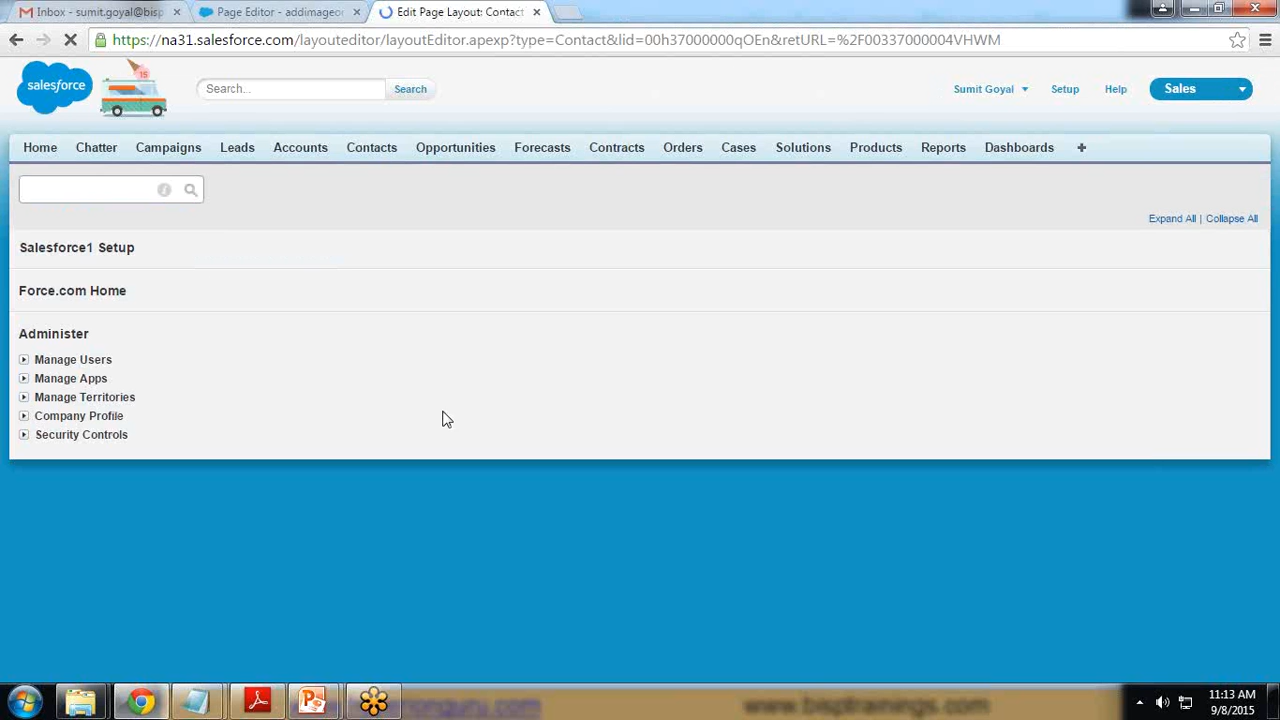 Inbox - sumit.goyal@bisp
Page Editor - addimageo
Edit Page Layout: Contact
https://na31.salesforce.com/layouteditor/layoutEditor.apexp?type=Contact&lid=00h37000000qOEn&retURL=%2F00337000004VHWM
salesforce
15
Search...
Search
Sumit Goyal
Setup
Help
Sales
Home Chatter Campaigns Leads Accounts Contacts Opportunities Forecasts Contracts Orders Cases Solutions Products Reports Dashboards +
Expand All | Collapse All
Salesforce1 Setup
Force.com Home
Administer
Manage Users
Manage Apps
Manage Territories
Company Profile
Security Controls
www.bisptrainings.com
11:13 AM
9/8/2015